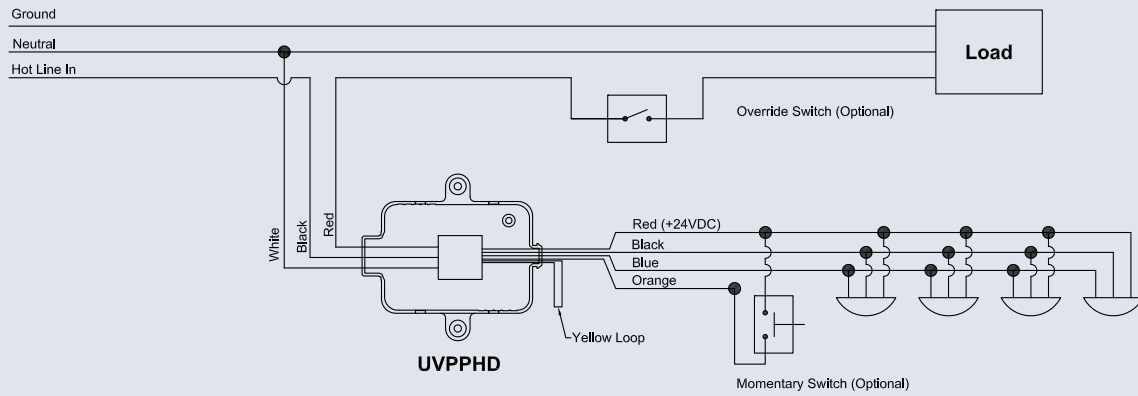 Ground
Neutral
Hot Line In
Load
Override Switch (Optional)
White
Black
Red
Red (+24VDC)
Black
Blue
Orange
Yellow Loop
UVPPHD
Momentary Switch (Optional)